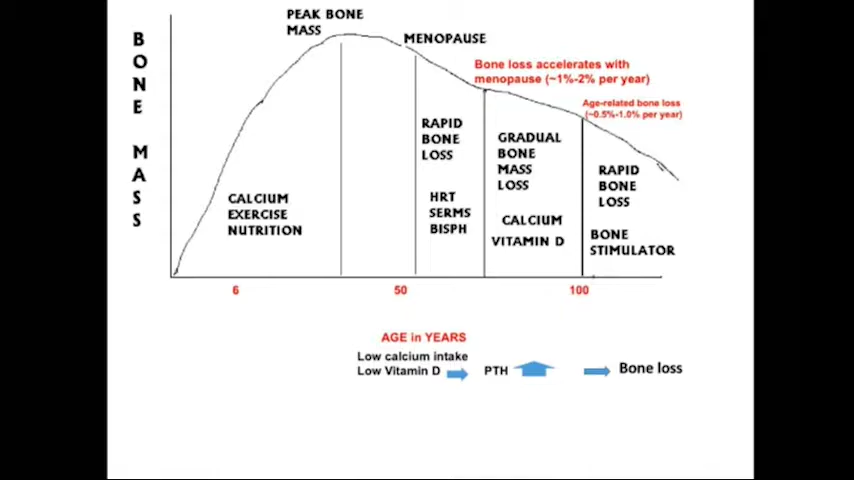 PEAK BONE
MASS
MENOPAUSE
BONE MASS
Bone loss accelerates with
menopause (~1%-2% per year)
Age-related bone loss
(~0.5%-1.0% per year)
CALCIUM
EXERCISE
NUTRITION
RAPID
BONE
LOSS
HRT
SERMS
BISPH
GRADUAL
BONE
MASS
LOSS
CALCIUM
VITAMIN D
RAPID
BONE
LOSS
BONE
STIMULATOR
6 50 100
AGE in YEARS
Low calcium intake
Low Vitamin D PTH Bone loss